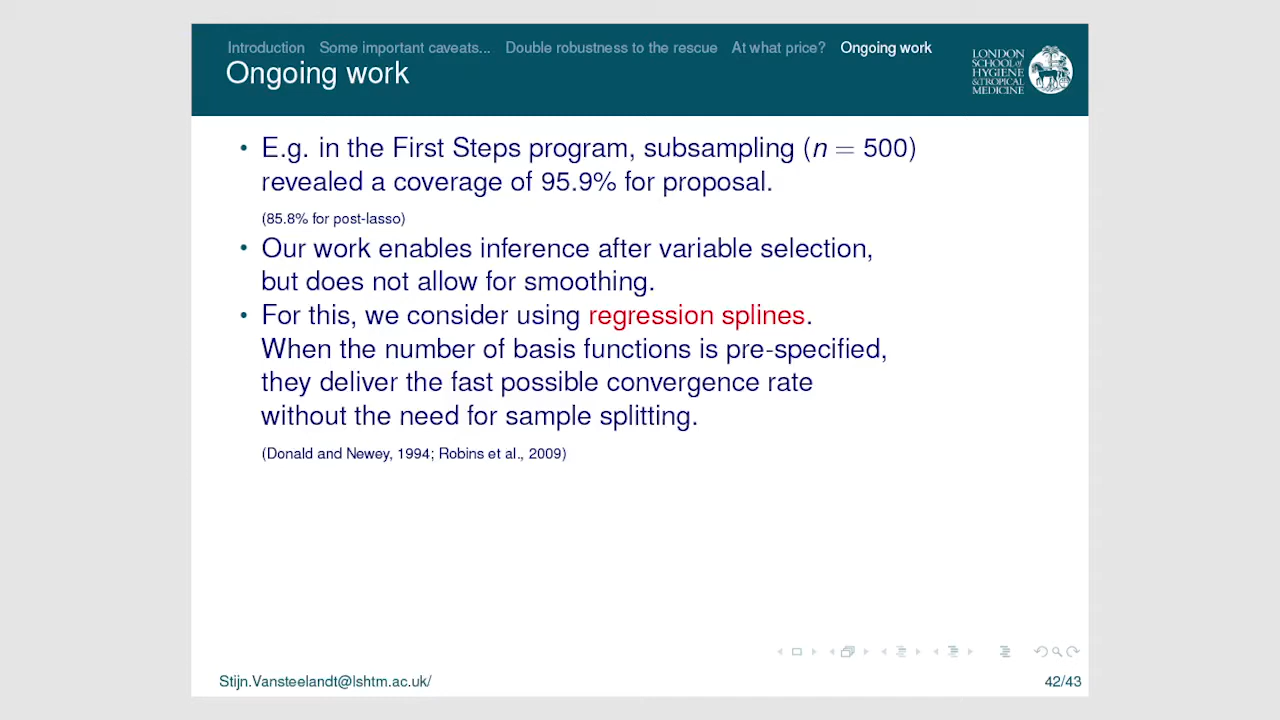 Introduction Some important caveats... Double robustness to the rescue At what price? Ongoing work
Ongoing work
LONDON
SCHOOL of
HYGIENE
& TROPICAL
MEDICINE
• E.g. in the First Steps program, subsampling (n = 500)
revealed a coverage of 95.9% for proposal.
(85.8% for post-lasso)
• Our work enables inference after variable selection,
but does not allow for smoothing.
• For this, we consider using regression splines.
When the number of basis functions is pre-specified,
they deliver the fast possible convergence rate
without the need for sample splitting.
(Donald and Newey, 1994; Robins et al., 2009)
Stijn.Vansteelandt@lshtm.ac.uk/ 42/43